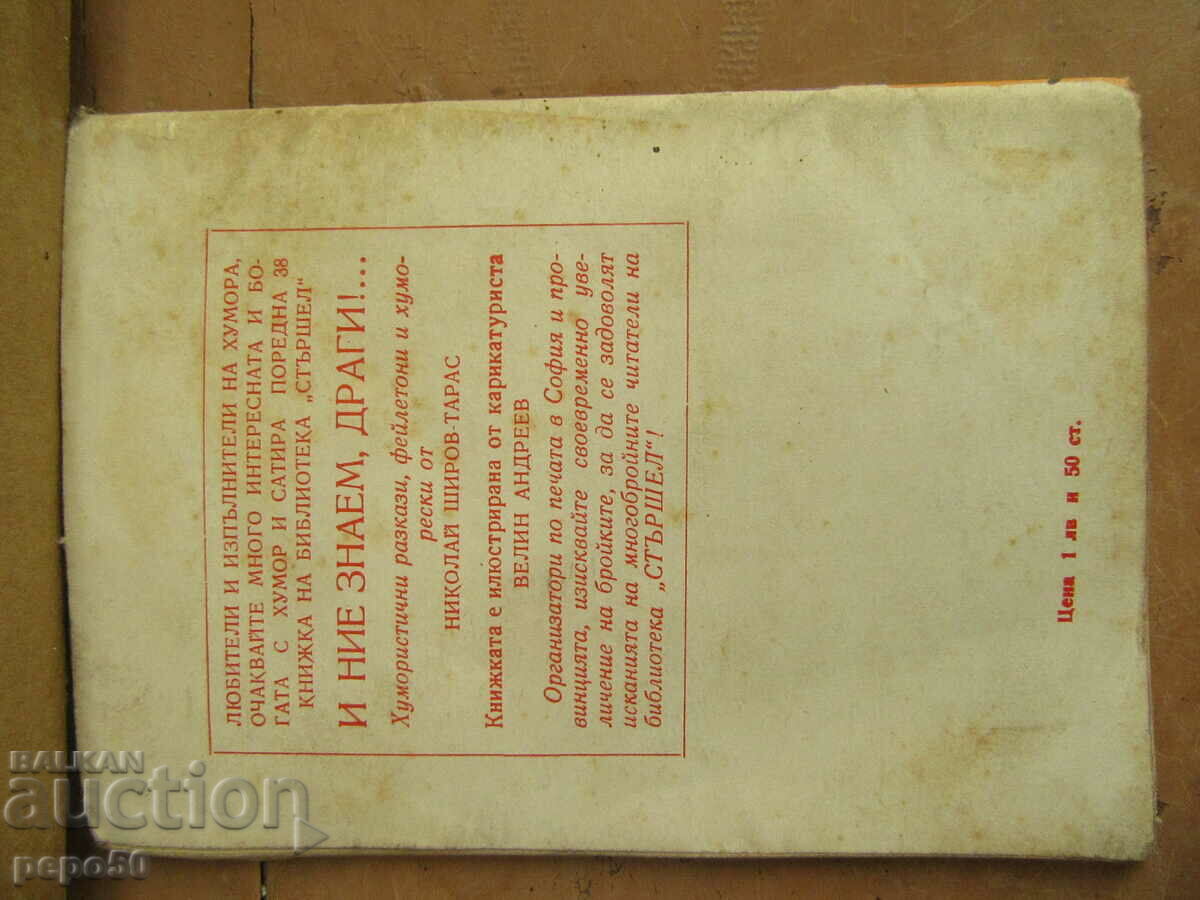 ЛЮБИТЕЛИ И ИЗПЪЛНИТЕЛИ НА ХУМОРА,
ОЧАКВАЙТЕ МНОГО ИНТЕРЕСНАТА И БО-
ГАТА С ХУМОР И САТИРА ПОРЕДНА 38
КНИЖКА НА БИБЛИОТЕКА „СТЪРШЕЛ“
И НИЕ ЗНАЕМ, ДРАГИ!...
Хумористични разкази, фейлетони и хумо-
рески от
НИКОЛАЙ ШИРОВ-ТАРАС
Книжката е илюстрирана от карикатуриста
ВЕЛИН АНДРЕЕВ
Организатори по печата в София и про-
винцията, изисквайте своевременно уве-
личение на бройките, за да се задоволят
исканията на многобройните читатели на
библиотека „СТЪРШЕЛ“!
Цена 1 лв и 50 ст.
BALKAN
auction
pepo50